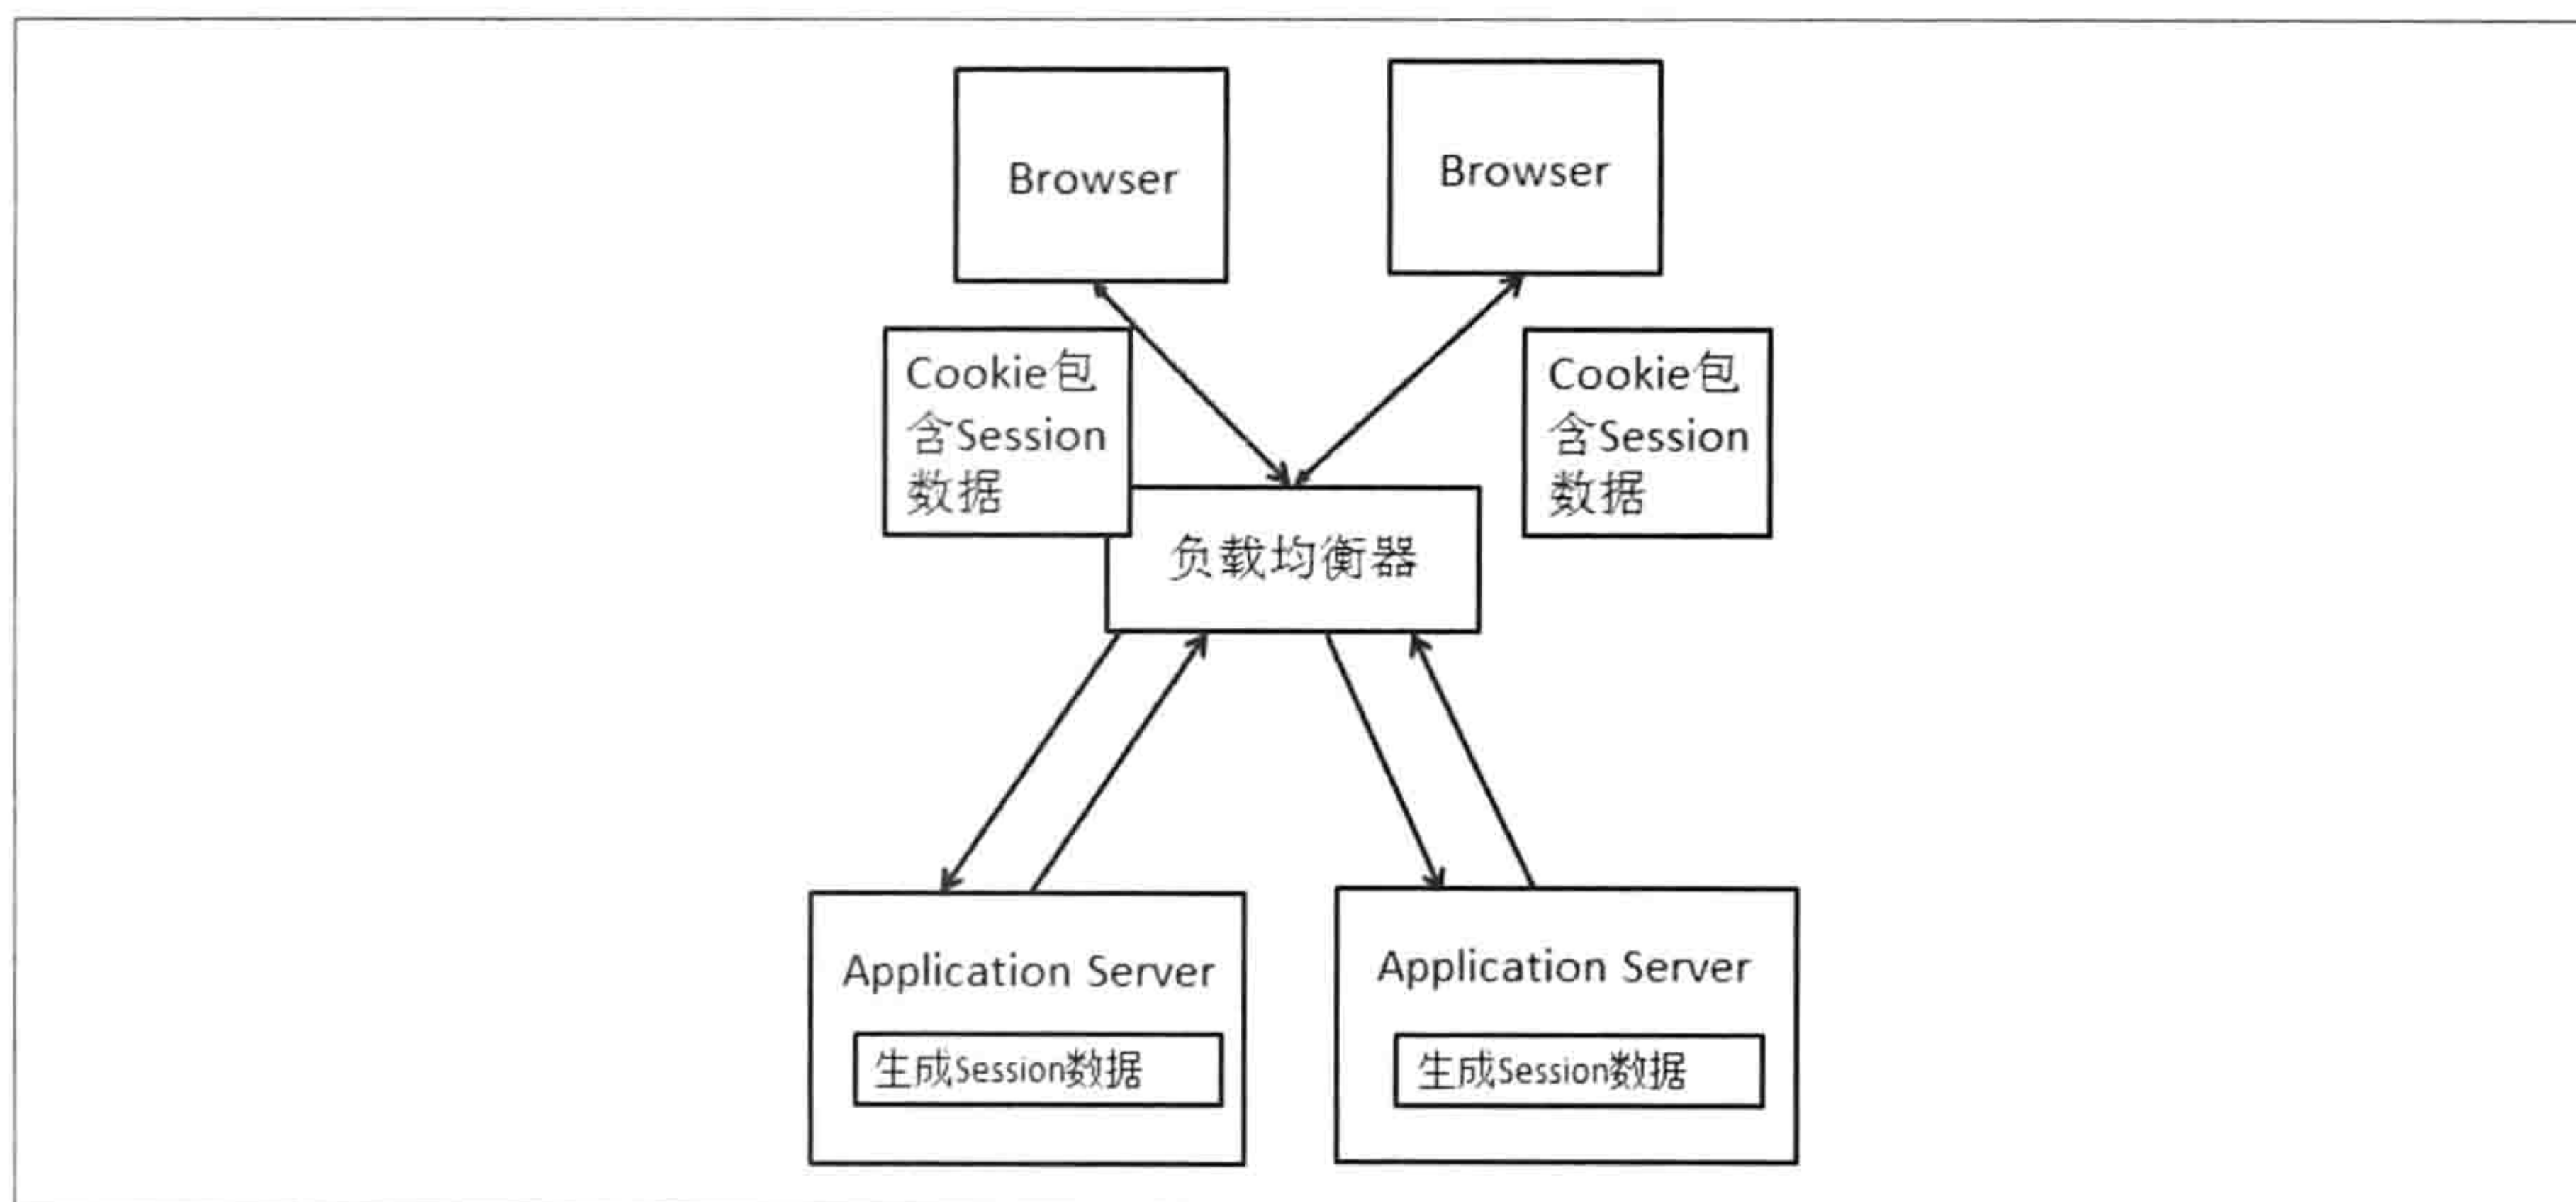 Browser
Browser
Cookie包
含Session
数据
Cookie包
含Session
数据
负载均衡器
Application Server
Application Server
生成Session数据
生成Session数据